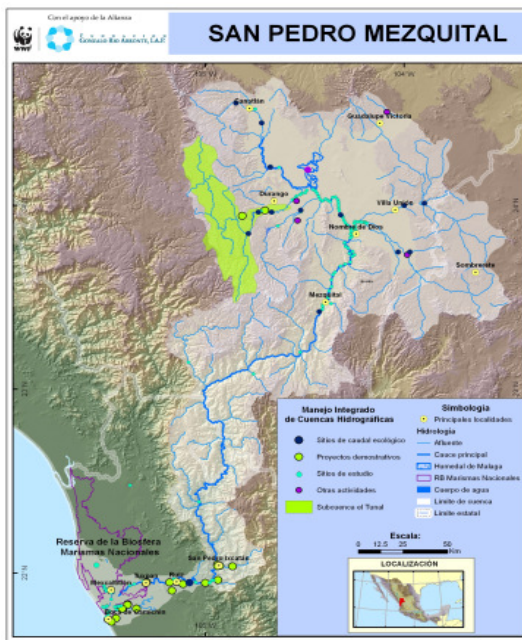 Con el apoyo de la Alianza
WWF
GONZALO RÍO ARRONTE, I.A.P.
SAN PEDRO MEZQUITAL
104
Canatlán
Guadalupe Victoria
Durango
Villa Unión
Nombre de Dios
Sombrerete
Mezquital
Reserva de la Biosfera
Marismas Nacionales
San Pedro Ixcatán
Ruiz
22
Manejo Integrado
de Cuencas Hidrográficas
Sitios de caudal ecológico
Proyectos demostrativos
Sitios de estudio
Otras actividades
Subcuenca el Tunal
Simbología
Principales localidades
Hidrología
Afluente
Cauce principal
Humedal de Malaga
RB Marismas Nacionales
Cuerpo de agua
Límite de cuenca
Límite estatal
Escala:
0 12.5 25 50
Km
LOCALIZACIÓN